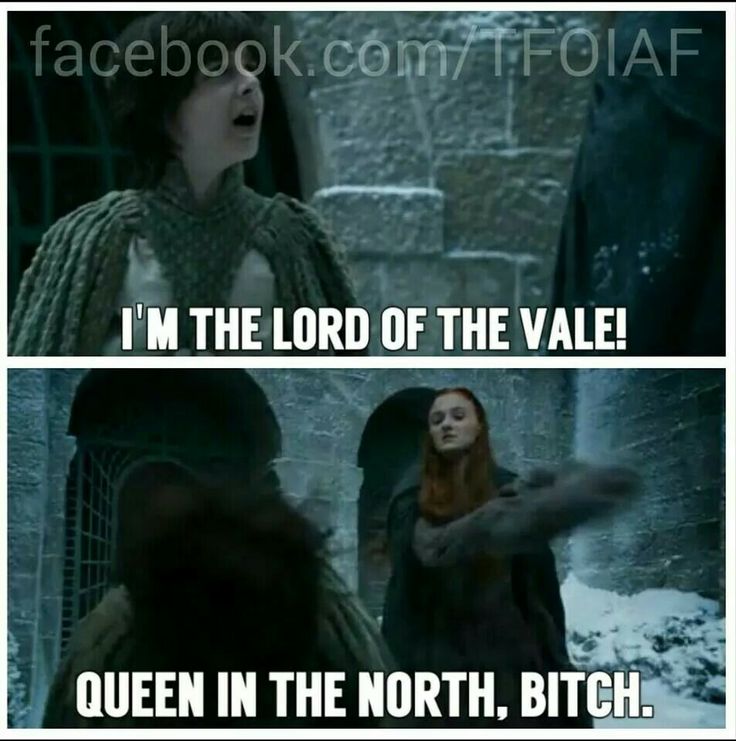 facebook.com/TFOIAF
I'M THE LORD OF THE VALE!
QUEEN IN THE NORTH, BITCH.